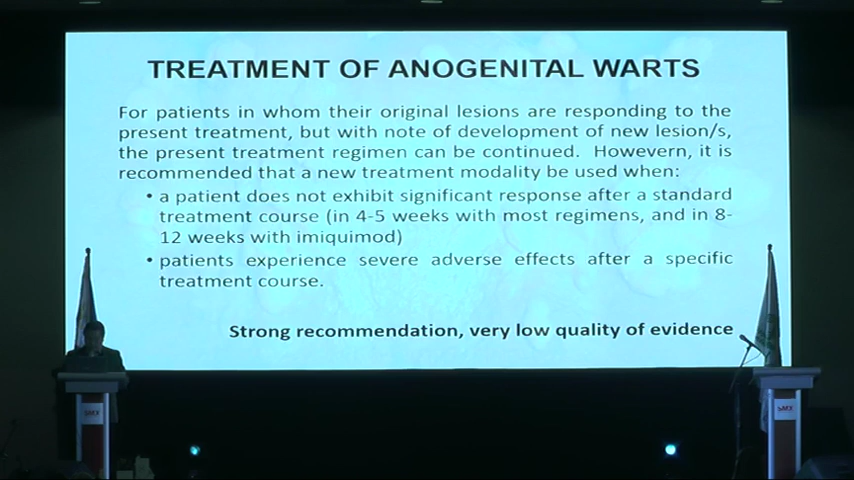 TREATMENT OF ANOGENITAL WARTS
For patients in whom their original lesions are responding to the
present treatment, but with note of development of new lesion/s,
the present treatment regimen can be continued. Howevern, it is
recommended that a new treatment modality be used when:
• a patient does not exhibit significant response after a standard
treatment course (in 4-5 weeks with most regimens, and in 8-
12 weeks with imiquimod)
• patients experience severe adverse effects after a specific
treatment course.
Strong recommendation, very low quality of evidence
SMX
SMX